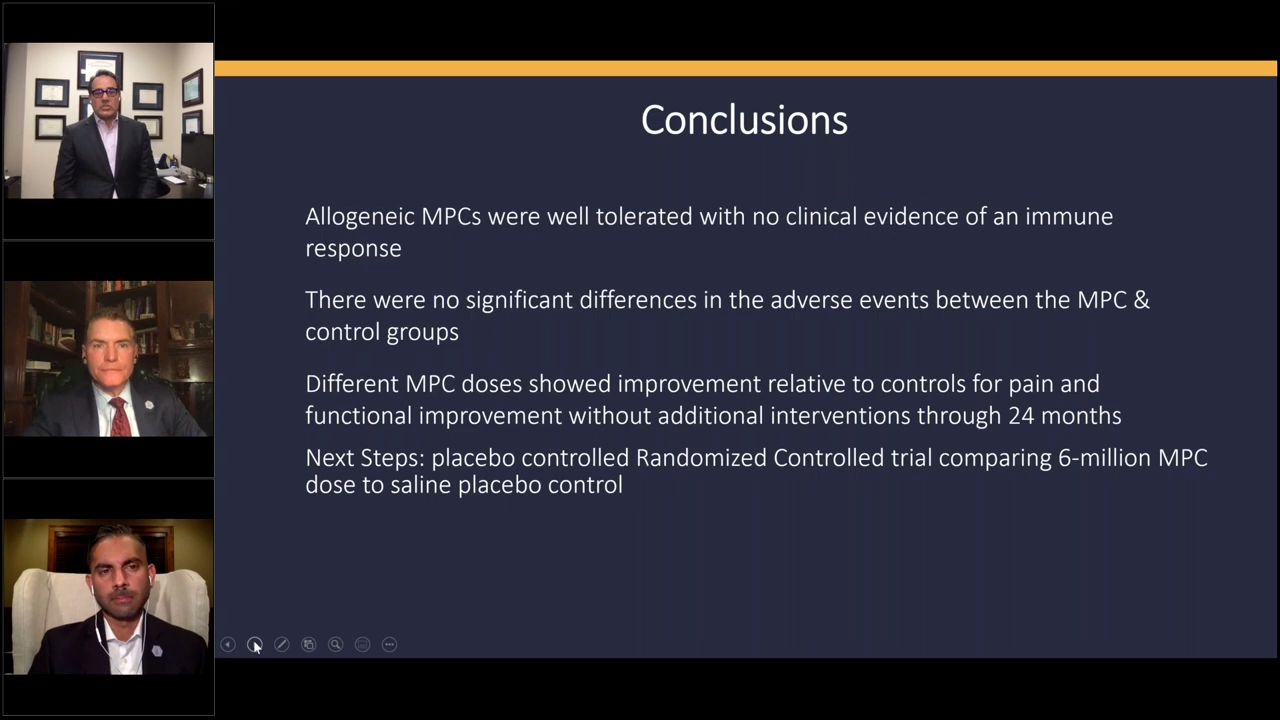 Conclusions
Allogeneic MPCs were well tolerated with no clinical evidence of an immune
response
There were no significant differences in the adverse events between the MPC &
control groups
Different MPC doses showed improvement relative to controls for pain and
functional improvement without additional interventions through 24 months
Next Steps: placebo controlled Randomized Controlled trial comparing 6-million MPC
dose to saline placebo control